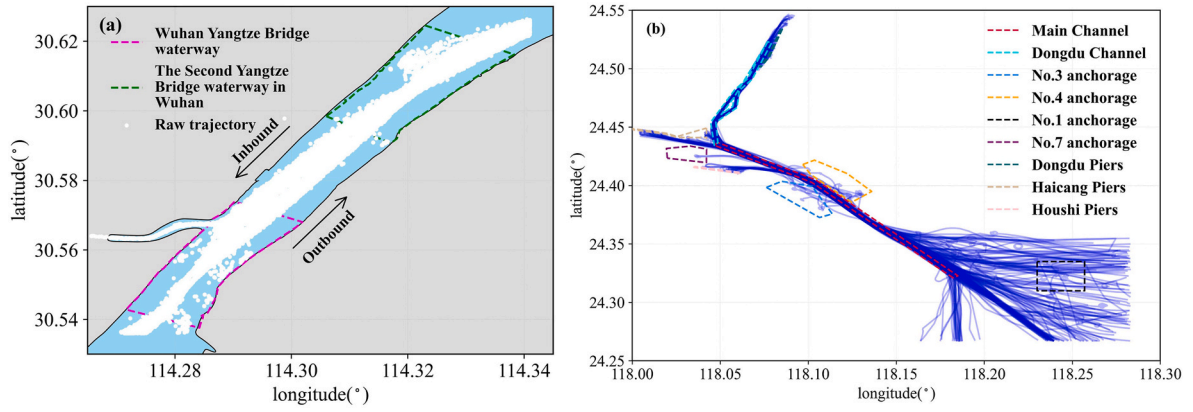 (a)
Wuhan Yangtze Bridge
waterway
The Second Yangtze
Bridge waterway in
Wuhan
Raw trajectory
Inbound
Outbound
30.62
30.60
30.58
30.56
30.54
latitude(°)
114.28
114.30
114.32
114.34
longitude(°)
(b)
Main Channel
Dongdu Channel
No.3 anchorage
No.4 anchorage
No.1 anchorage
No.7 anchorage
Dongdu Piers
Haicang Piers
Houshi Piers
24.55
24.50
24.45
24.40
24.35
24.30
24.25
latitude(°)
118.00
118.05
118.10
118.15
118.20
118.25
118.30
longitude(°)